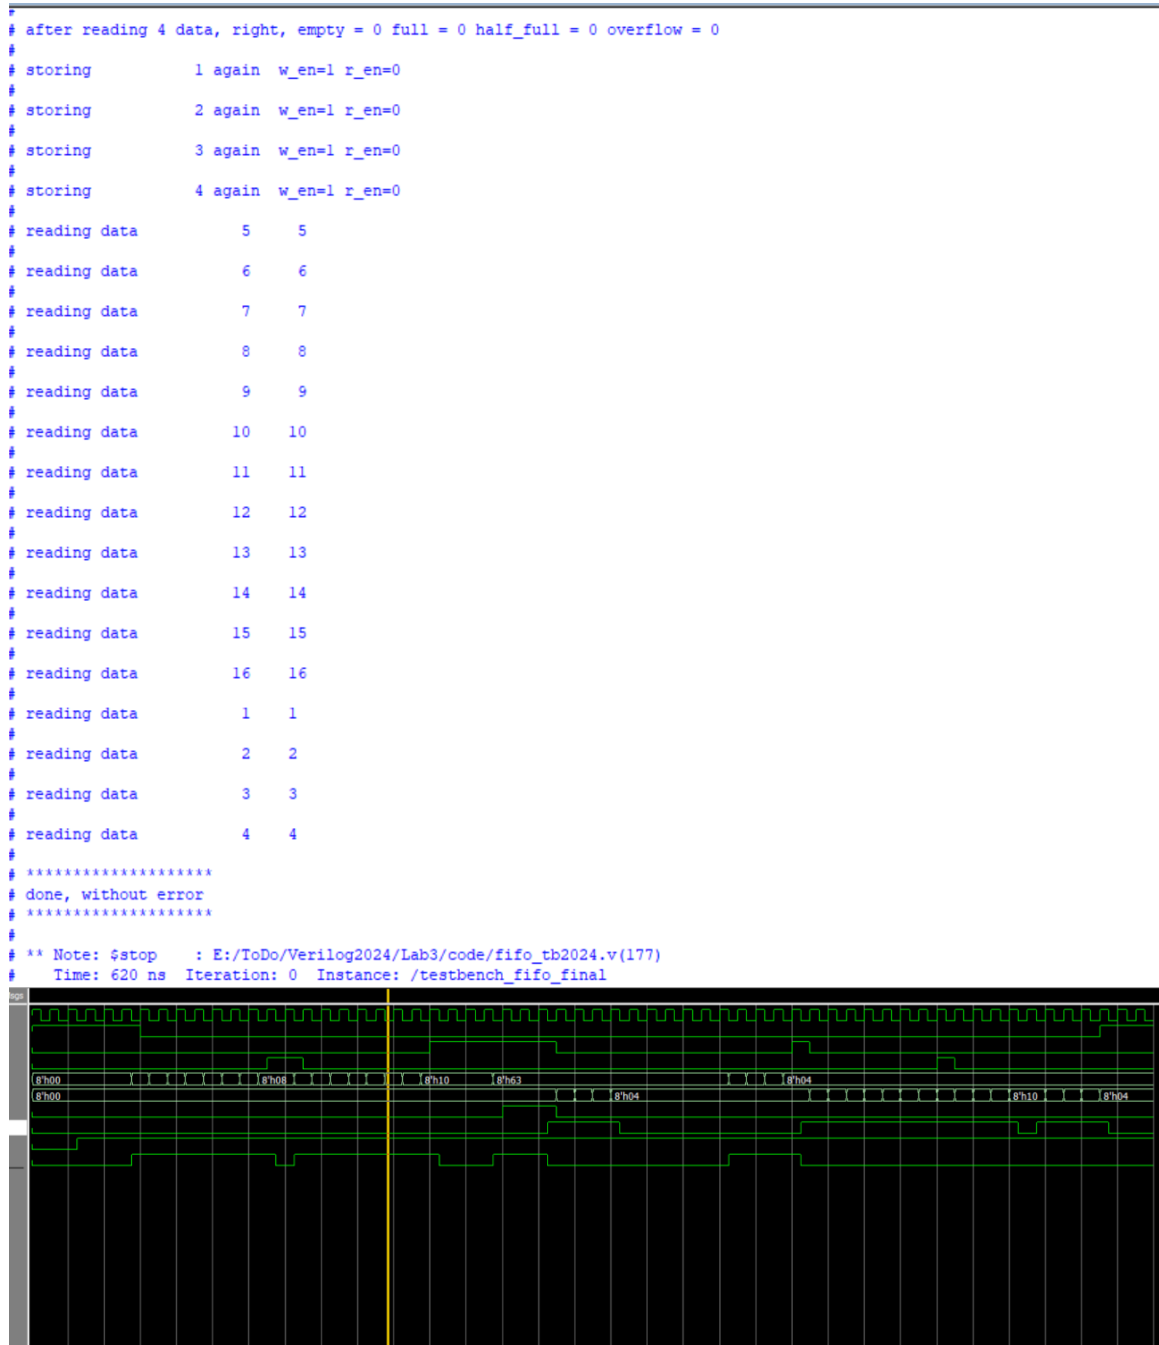 #
# after reading 4 data, right, empty = 0 full = 0 half_full = 0 overflow = 0
#
# storing 1 again w_en=1 r_en=0
#
# storing 2 again w_en=1 r_en=0
#
# storing 3 again w_en=1 r_en=0
#
# storing 4 again w_en=1 r_en=0
#
# reading data 5 5
#
# reading data 6 6
#
# reading data 7 7
#
# reading data 8 8
#
# reading data 9 9
#
# reading data 10 10
#
# reading data 11 11
#
# reading data 12 12
#
# reading data 13 13
#
# reading data 14 14
#
# reading data 15 15
#
# reading data 16 16
#
# reading data 1 1
#
# reading data 2 2
#
# reading data 3 3
#
# reading data 4 4
#
# ********************
# done, without error
# ********************
#
# ** Note: $stop : E:/ToDo/Verilog2024/Lab3/code/fifo_tb2024.v(177)
# Time: 620 ns Iteration: 0 Instance: /testbench_fifo_final
8'h00 8'h08 8'h10 8'h63 8'h04
8'h00 8'h04 8'h10 8'h04